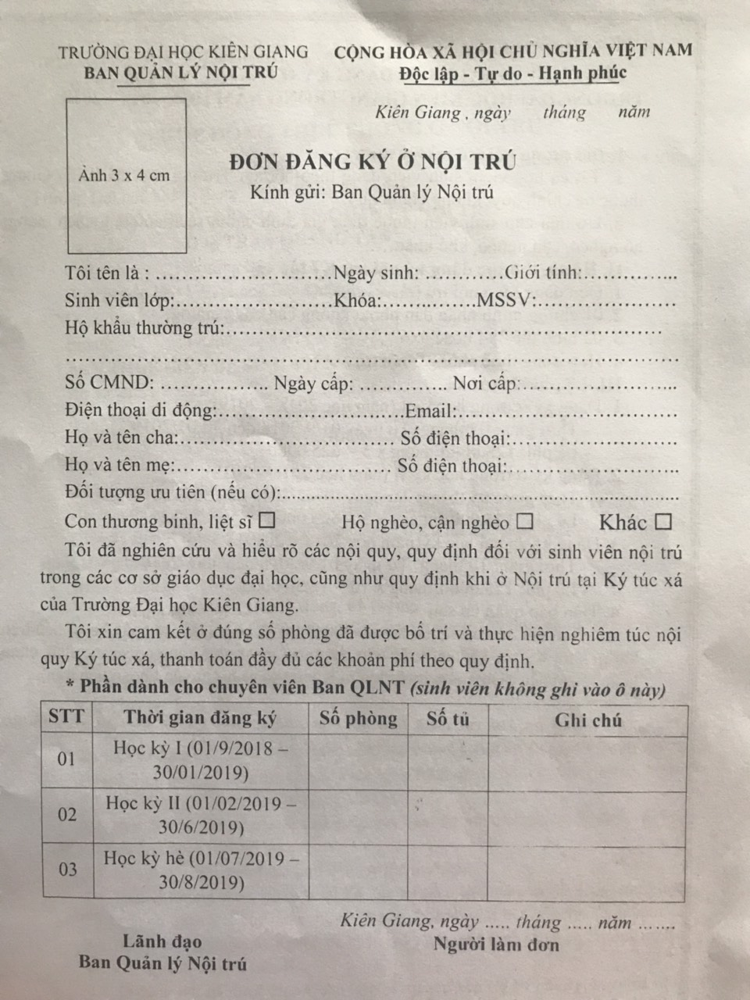 TRƯỜNG ĐẠI HỌC KIÊN GIANG
BAN QUẢN LÝ NỘI TRÚ
CỘNG HÒA XÃ HỘI CHỦ NGHĨA VIỆT NAM
Độc lập - Tự do - Hạnh phúc
Kiên Giang , ngày tháng năm
Ảnh 3 x 4 cm
ĐƠN ĐĂNG KÝ Ở NỘI TRÚ
Kính gửi: Ban Quản lý Nội trú
Tôi tên là : ............................Ngày sinh: ............Giới tính:...............
Sinh viên lớp:.........................Khóa:...............MSSV:......................
Hộ khẩu thường trú:.....................................................................
................................................................................................
Số CMND: ................. Ngày cấp: .............. Nơi cấp:........................
Điện thoại di động:..............................Email:...................................
Họ và tên cha:.................................. Số điện thoại:..........................
Họ và tên mẹ:.................................. Số điện thoại:...........................
Đối tượng ưu tiên (nếu có):...............................................................
Con thương binh, liệt sĩ ☐ Hộ nghèo, cận nghèo ☐ Khác ☐
Tôi đã nghiên cứu và hiểu rõ các nội quy, quy định đối với sinh viên nội trú
trong các cơ sở giáo dục đại học, cũng như quy định khi ở Nội trú tại Ký túc xá
của Trường Đại học Kiên Giang.
Tôi xin cam kết ở đúng số phòng đã được bố trí và thực hiện nghiêm túc nội
quy Ký túc xá, thanh toán đầy đủ các khoản phí theo quy định.
* Phần dành cho chuyên viên Ban QLNT (sinh viên không ghi vào ô này)
STT Thời gian đăng ký Số phòng Số tủ Ghi chú
01 Học kỳ I (01/9/2018 –
30/01/2019)
02 Học kỳ II (01/02/2019 –
30/6/2019)
03 Học kỳ hè (01/07/2019 –
30/8/2019)
Kiên Giang, ngày ..... tháng ..... năm ........
Lãnh đạo
Ban Quản lý Nội trú
Người làm đơn